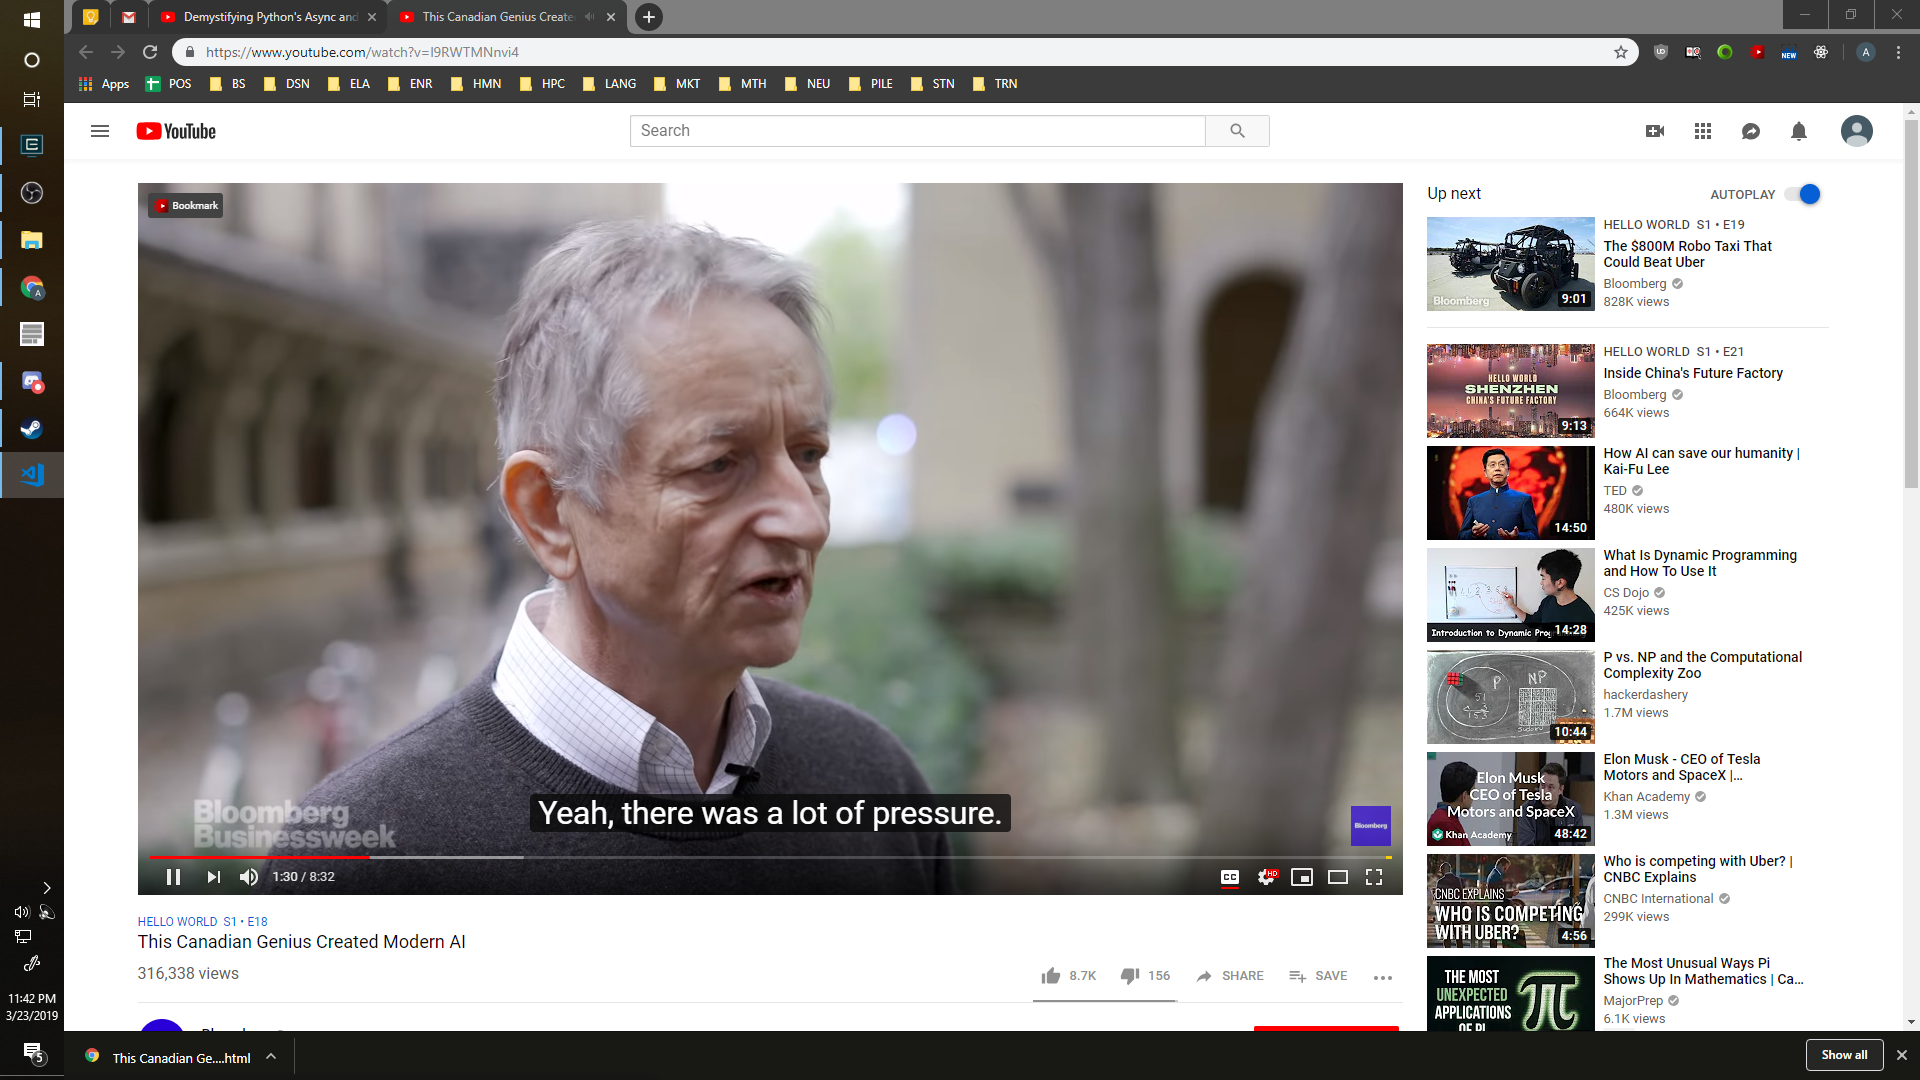 Demystifying Python's Async and
This Canadian Genius Create
https://www.youtube.com/watch?v=I9RWTMNnvi4
NEW
A
Apps POS BS DSN ELA ENR HMN HPC LANG MKT MTH NEU PILE STN TRN
YouTube
Search
Bookmark
Yeah, there was a lot of pressure.
Bloomberg
Businessweek
Bloomberg
1:30 / 8:32
CC
HD
HELLO WORLD S1 • E18
This Canadian Genius Created Modern AI
316,338 views
8.7K 156 SHARE SAVE
Up next
AUTOPLAY
Bloomberg
9:01
HELLO WORLD S1 • E19
The $800M Robo Taxi That
Could Beat Uber
Bloomberg
828K views
HELLO WORLD
SHENZHEN
CHINA'S FUTURE FACTORY
9:13
HELLO WORLD S1 • E21
Inside China's Future Factory
Bloomberg
664K views
14:50
How AI can save our humanity |
Kai-Fu Lee
TED
480K views
Introduction to Dynamic Prog
14:28
What Is Dynamic Programming
and How To Use It
CS Dojo
425K views
P NP
51
153
Sudoku
10:44
P vs. NP and the Computational
Complexity Zoo
hackerdashery
1.7M views
Elon Musk
CEO of Tesla
Motors and SpaceX
Khan Academy
48:42
Elon Musk - CEO of Tesla
Motors and SpaceX |...
Khan Academy
1.3M views
CNBC EXPLAINS
WHO IS COMPETING
WITH UBER?
4:56
Who is competing with Uber? |
CNBC Explains
CNBC International
299K views
THE MOST
UNEXPECTED
APPLICATIONS
OF PI
π
The Most Unusual Ways Pi
Shows Up In Mathematics | Ca...
MajorPrep
6.1K views
11:42 PM
3/23/2019
5
This Canadian Ge....html
Show all